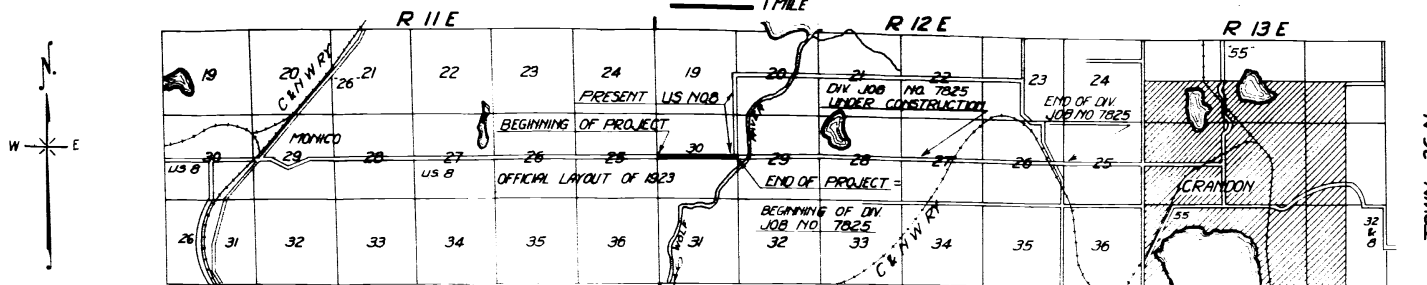 1 MILE
R 11 E
R 12 E
R 13 E
N.
W
E
55
19
20
C&NWRY
26
21
22
23
24
19
20
21
22
23
24
PRESENT US NO.8
DIV. JOB NO. 7825
UNDER CONSTRUCTION
END OF DIV.
JOB NO 7825
BEGINNING OF PROJECT
MONICO
30
29
28
27
26
25
30
29
28
27
26
25
US 8
US 8
OFFICIAL LAYOUT OF 1923
END OF PROJECT =
CRANDON
BEGINNING OF DIV.
JOB NO 7825
C & NWRY
55
26
31
32
33
34
35
36
31
32
33
34
35
36
32
&
8